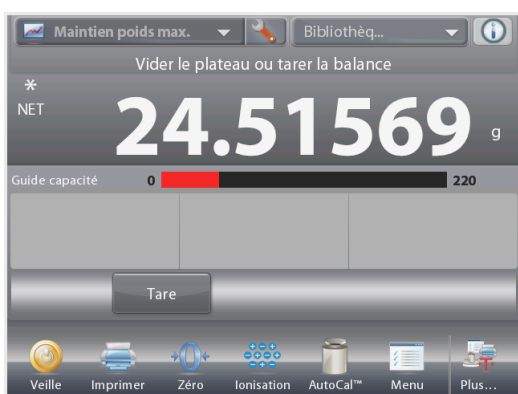 Maintien poids max. Bibliothèq...
Vider le plateau ou tarer la balance
*
NET 24.51569 g
Guide capacité 0 220
Tare
Veille Imprimer Zéro Ionisation AutoCal™ Menu Plus...